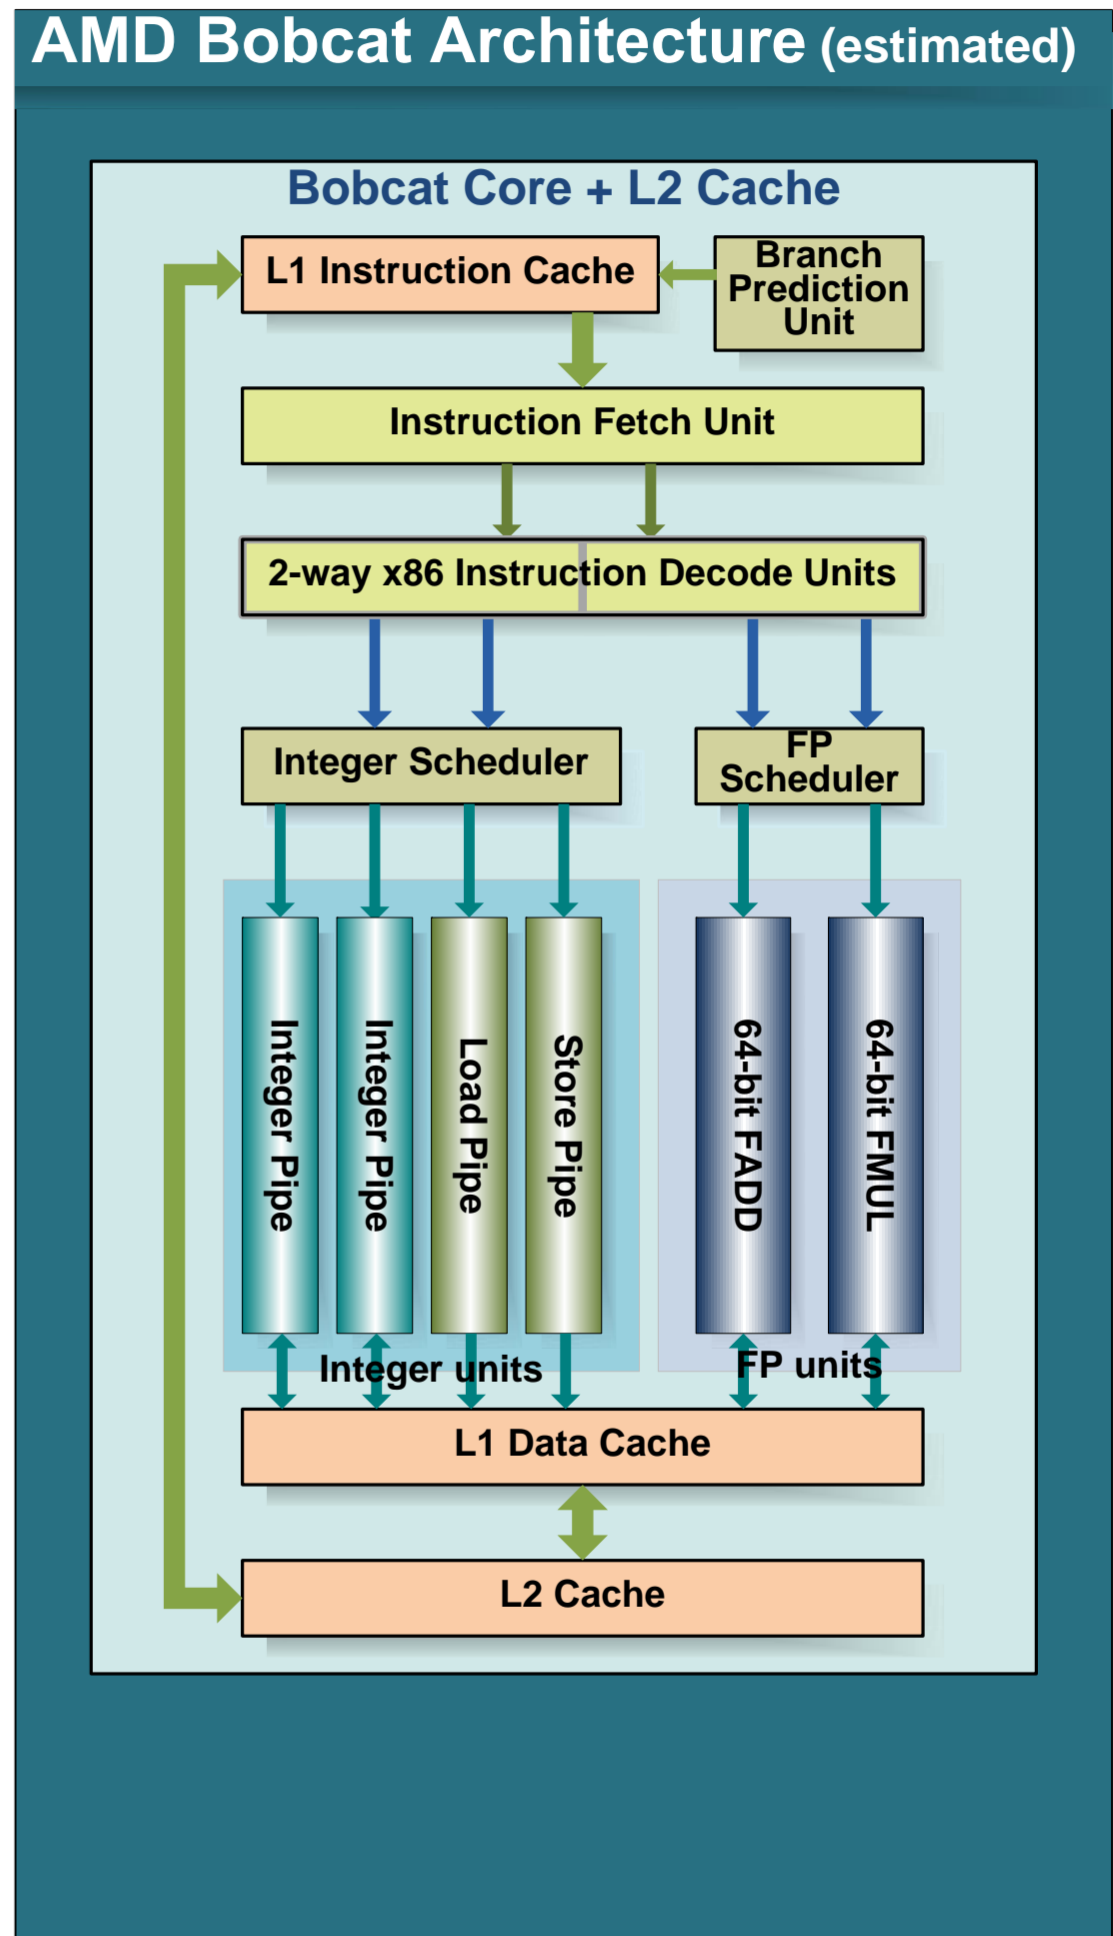 AMD Bobcat Architecture (estimated)
Bobcat Core + L2 Cache
L1 Instruction Cache
Branch
Prediction
Unit
Instruction Fetch Unit
2-way x86 Instruction Decode Units
Integer Scheduler
FP
Scheduler
Integer Pipe
Integer Pipe
Load Pipe
Store Pipe
64-bit FADD
64-bit FMUL
Integer units
FP units
L1 Data Cache
L2 Cache